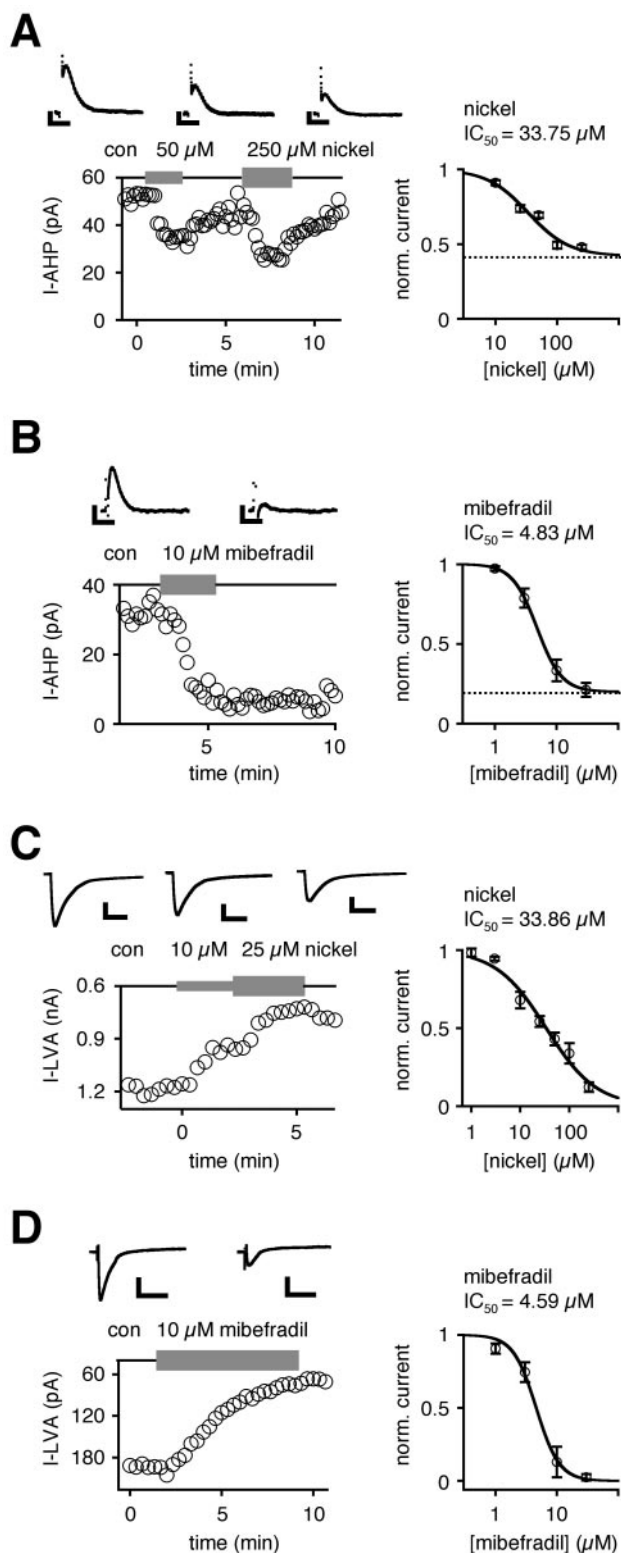 A
con 50 µM 250 µM nickel
60
40
20
0
I-AHP (pA)
0 5 10
time (min)
nickel
IC50 = 33.75 µM
1
0.5
0
norm. current
10 100
[nickel] (µM)
B
con 10 µM mibefradil
40
20
0
I-AHP (pA)
5 10
time (min)
mibefradil
IC50 = 4.83 µM
1
0.5
0
norm. current
1 10
[mibefradil] (µM)
C
con 10 µM 25 µM nickel
0.6
0.9
1.2
I-LVA (nA)
0 5
time (min)
nickel
IC50 = 33.86 µM
1
0.5
0
norm. current
1 10 100
[nickel] (µM)
D
con 10 µM mibefradil
60
120
180
I-LVA (pA)
0 5 10
time (min)
mibefradil
IC50 = 4.59 µM
1
0.5
0
norm. current
1 10
[mibefradil] (µM)